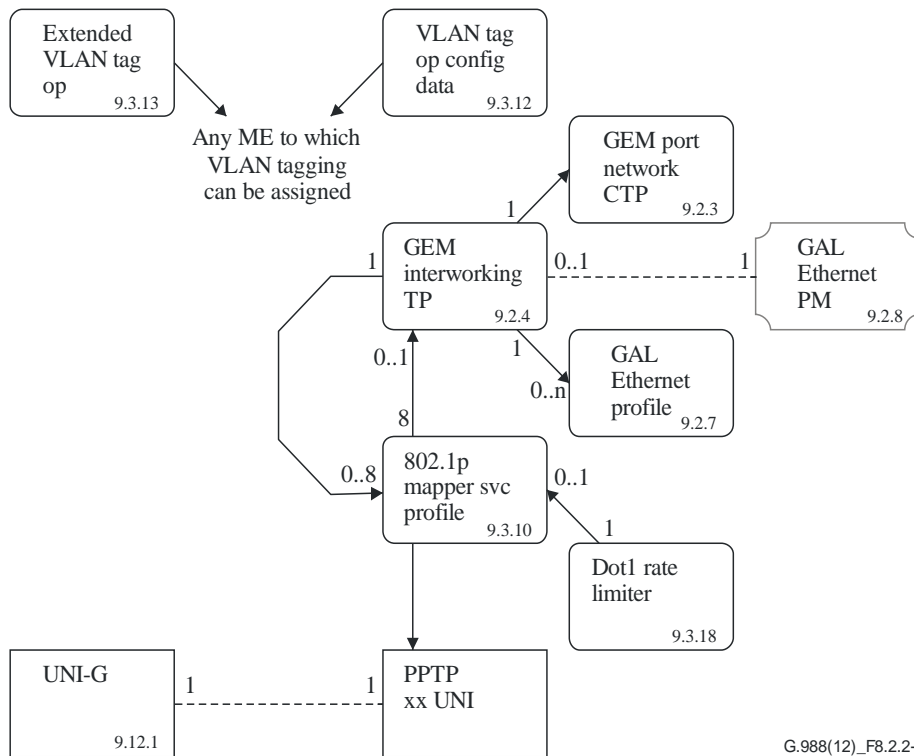 Extended
VLAN tag
op
9.3.13
VLAN tag
op config
data
9.3.12
Any ME to which
VLAN tagging
can be assigned
GEM port
network
CTP
9.2.3
1
1
GEM
interworking
TP
9.2.4
0..1
1
GAL
Ethernet
PM
9.2.8
0..1
1
0..n
GAL
Ethernet
profile
9.2.7
8
0..8
802.1p
mapper svc
profile
9.3.10
0..1
1
Dot1 rate
limiter
9.3.18
UNI-G
9.12.1
1
1
PPTP
xx UNI
G.988(12)_F8.2.2-